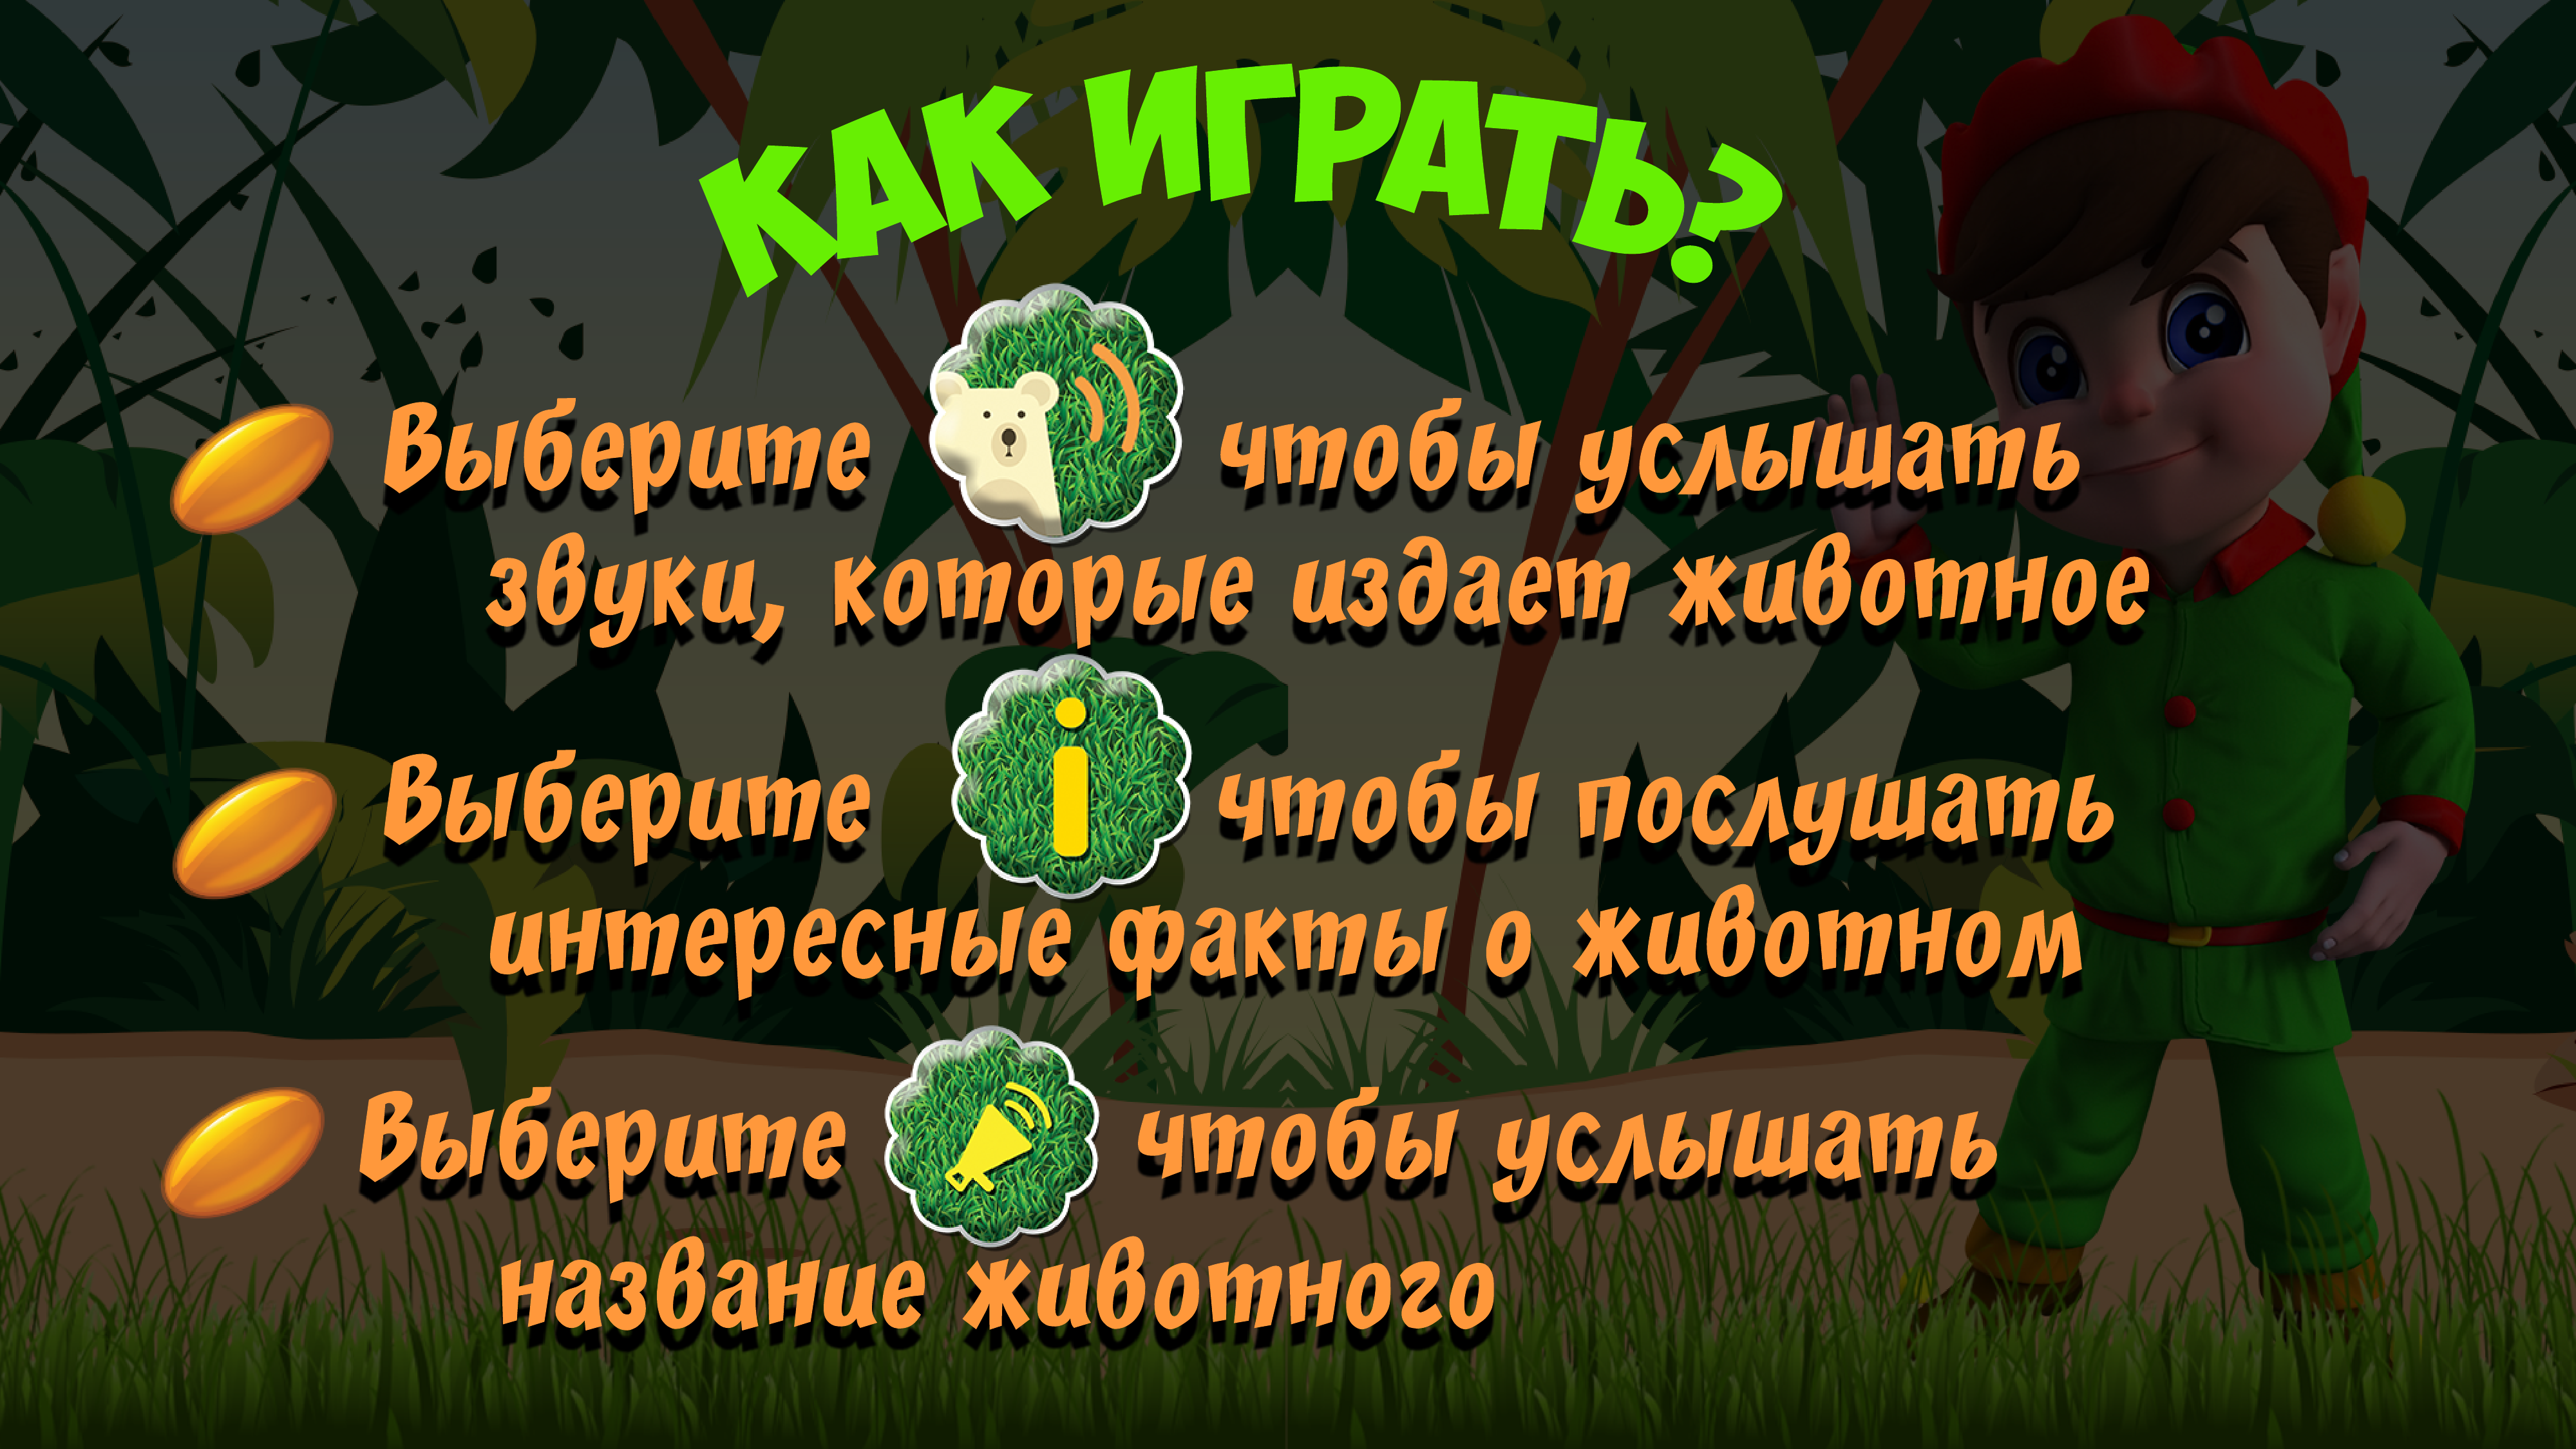 КАК ИГРАТЬ?
Выберите чтобы услышать
звуки, которые издает животное
Выберите i чтобы послушать
интересные факты о животном
Выберите чтобы услышать
название животного